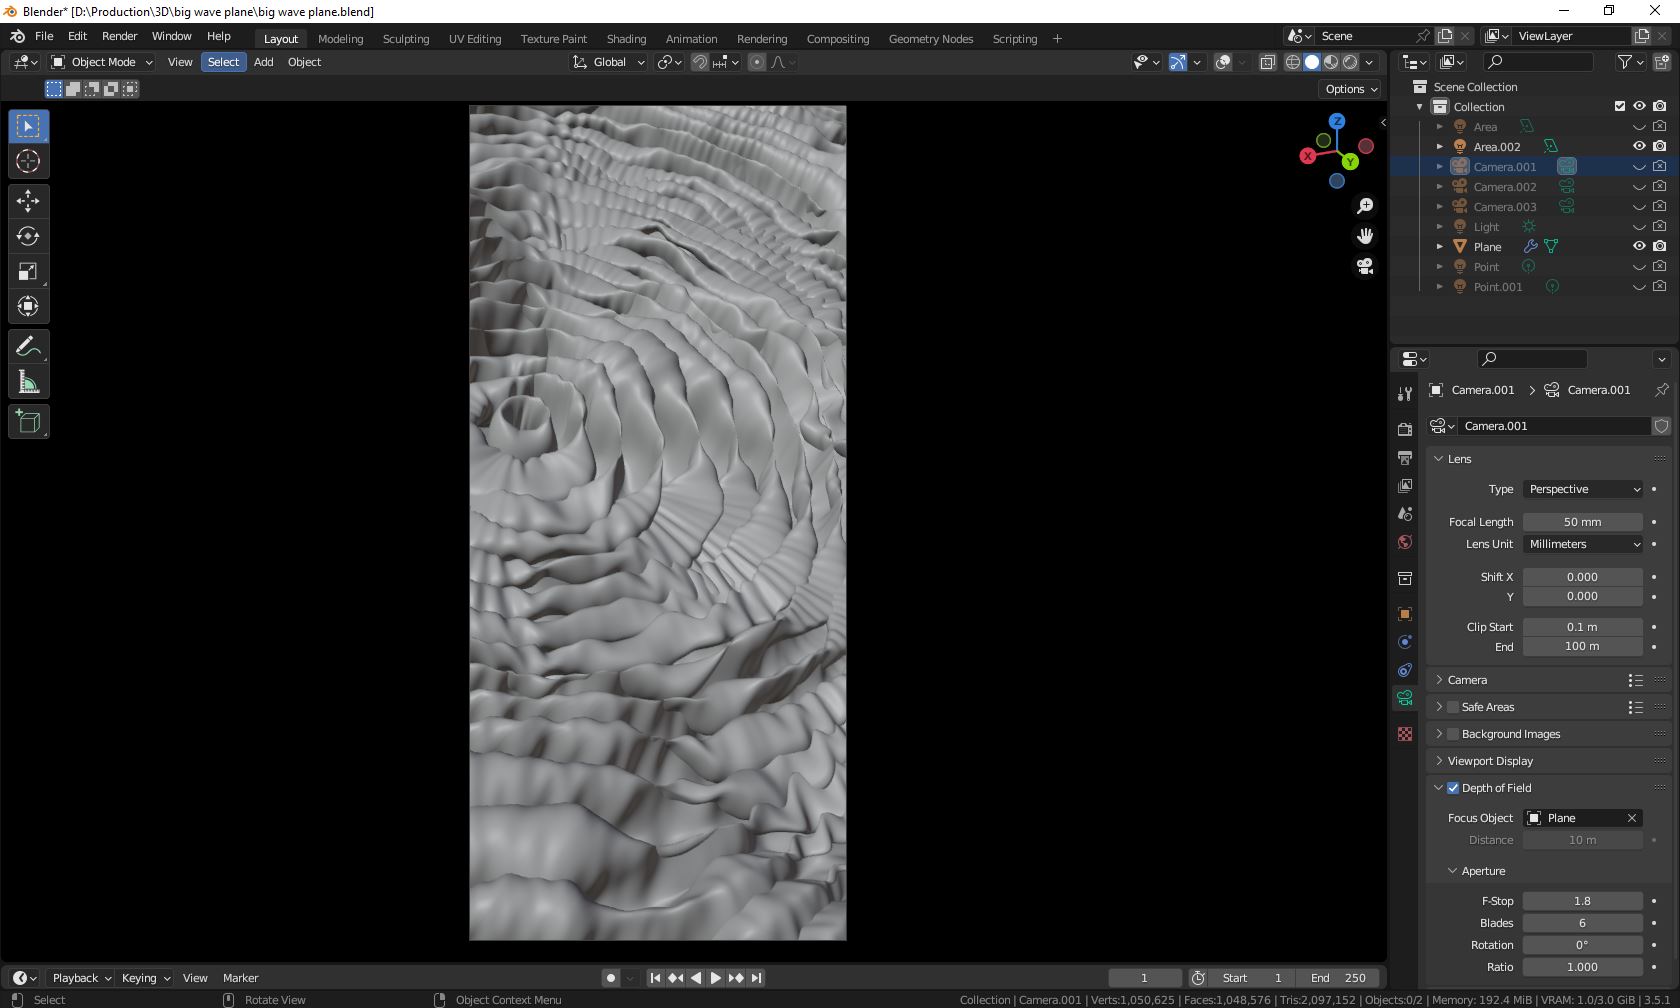 Blender* [D:\Production\3D\big wave plane\big wave plane.blend]
File Edit Render Window Help Layout Modeling Sculpting UV Editing Texture Paint Shading Animation Rendering Compositing Geometry Nodes Scripting + Scene ViewLayer
Object Mode View Select Add Object Global
Options
Z
X
Y
Scene Collection
Collection
Area
Area.002
Camera.001
Camera.002
Camera.003
Light
Plane
Point
Point.001
Camera.001 > Camera.001
Camera.001
Lens
Type Perspective
Focal Length 50 mm
Lens Unit Millimeters
Shift X 0.000
Y 0.000
Clip Start 0.1 m
End 100 m
Camera
Safe Areas
Background Images
Viewport Display
Depth of Field
Focus Object Plane
Distance 10 m
Aperture
F-Stop 1.8
Blades 6
Rotation 0°
Ratio 1.000
Playback Keying View Marker 1 Start 1 End 250
Select Rotate View Object Context Menu Collection | Camera.001 | Verts:1,050,625 | Faces:1,048,576 | Tris:2,097,152 | Objects:0/2 | Memory: 192.4 MiB | VRAM: 1.0/3.0 GiB | 3.5.1